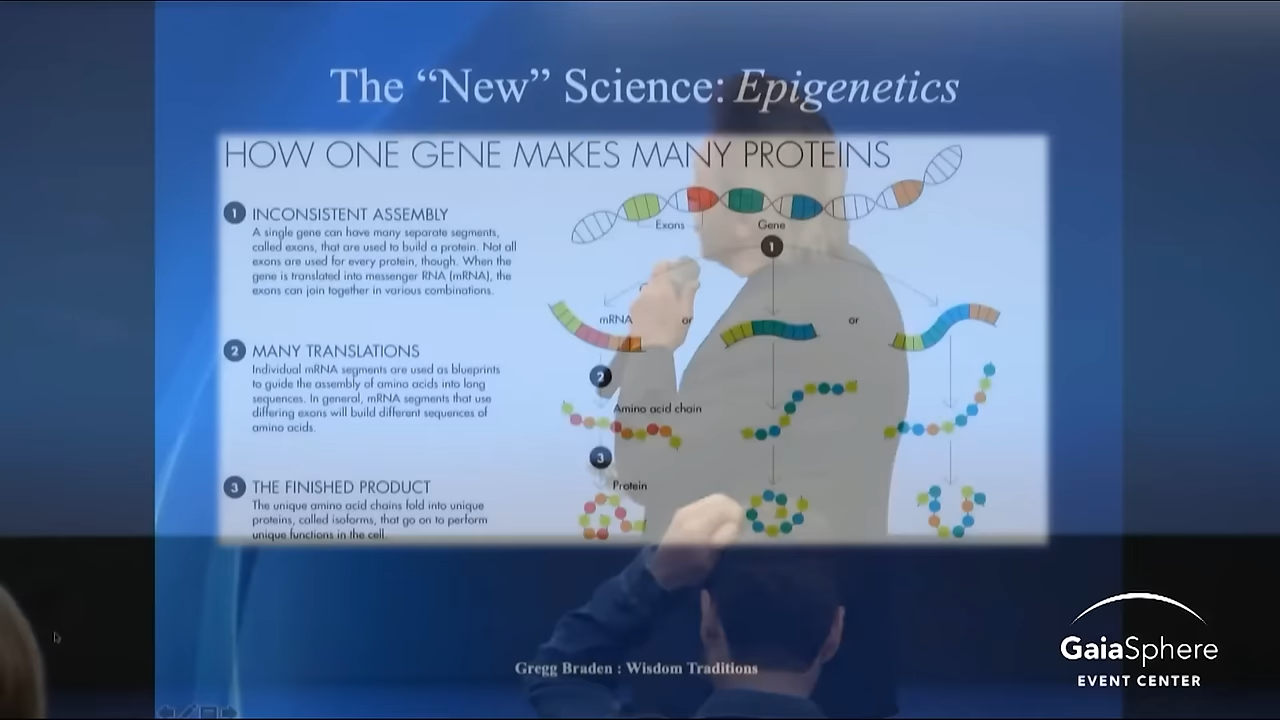 The “New” Science: Epigenetics
HOW ONE GENE MAKES MANY PROTEINS
1 INCONSISTENT ASSEMBLY
A single gene can have many separate segments,
called exons, that are used to build a protein. Not all
exons are used for every protein, though. When the
gene is translated into messenger RNA (mRNA), the
exons can join together in various combinations.
2 MANY TRANSLATIONS
Individual mRNA segments are used as blueprints
to guide the assembly of amino acids into long
sequences. In general, mRNA segments that use
differing exons will build different sequences of
amino acids.
3 THE FINISHED PRODUCT
The unique amino acid chains fold into unique
proteins, called isoforms, that go on to perform
unique functions in the cell.
Exons
Gene
1
mRNA
or
or
2
Amino acid chain
3
Protein
Gregg Braden : Wisdom Traditions
GaiaSphere
EVENT CENTER